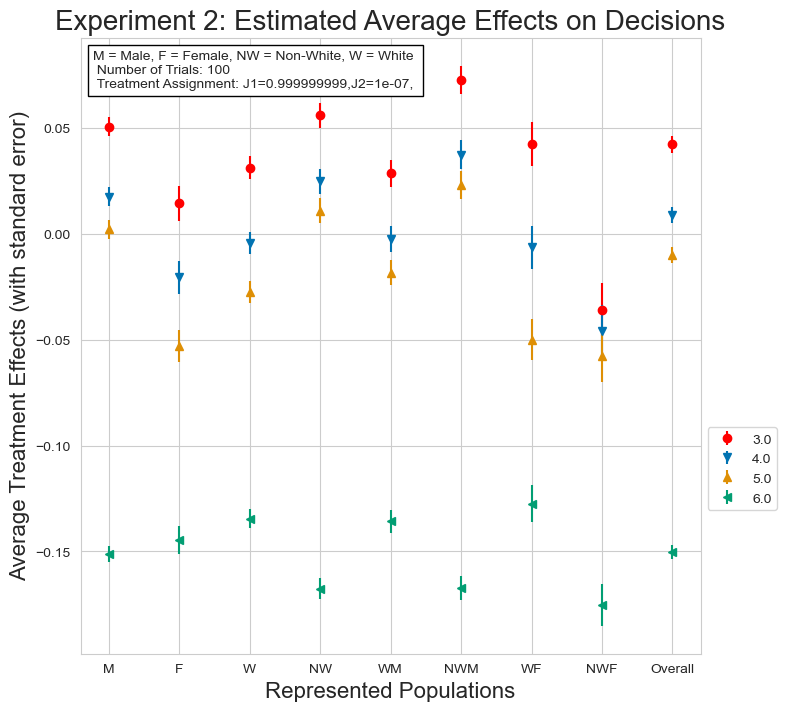 Experiment 2: Estimated Average Effects on Decisions
M = Male, F = Female, NW = Non-White, W = White
Number of Trials: 100
Treatment Assignment: J1=0.999999999,J2=1e-07,
Average Treatment Effects (with standard error)
0.05
0.00
−0.05
−0.10
−0.15
3.0
4.0
5.0
6.0
M F W NW WM NWM WF NWF Overall
Represented Populations